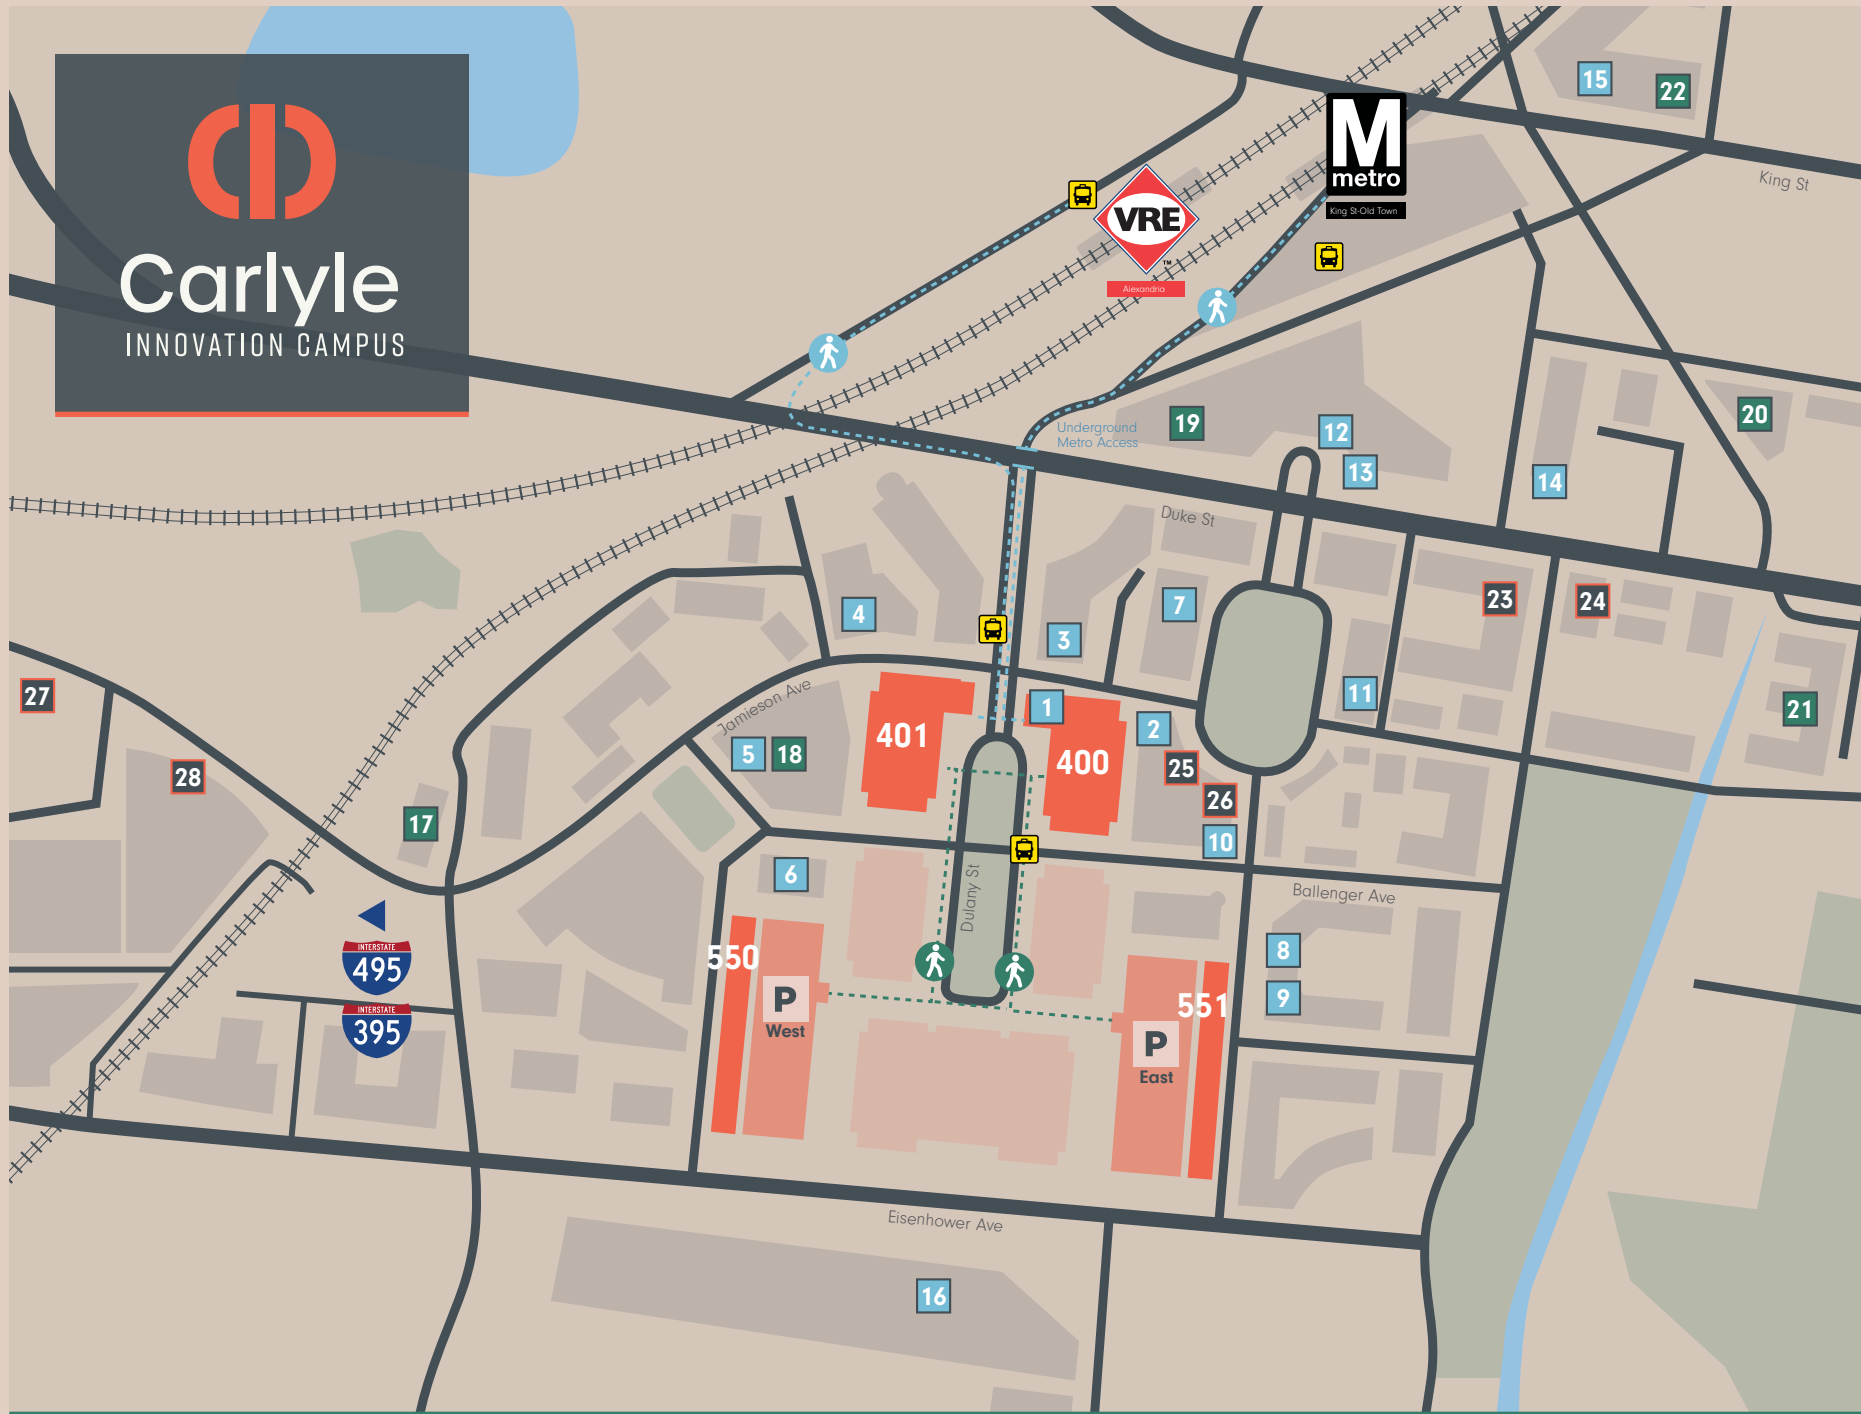 Carlyle
INNOVATION CAMPUS
15
22
M
metro
King St-Old Town
King St
VRE
™
Alexandria
Underground
Metro Access
19
12
13
14
20
Duke St
4
3
7
23
24
11
21
27
28
17
Jamieson Ave
5
18
401
1
400
2
25
26
10
6
Dulany St
Ballenger Ave
8
9
550
P
West
551
P
East
INTERSTATE
495
INTERSTATE
395
Eisenhower Ave
16